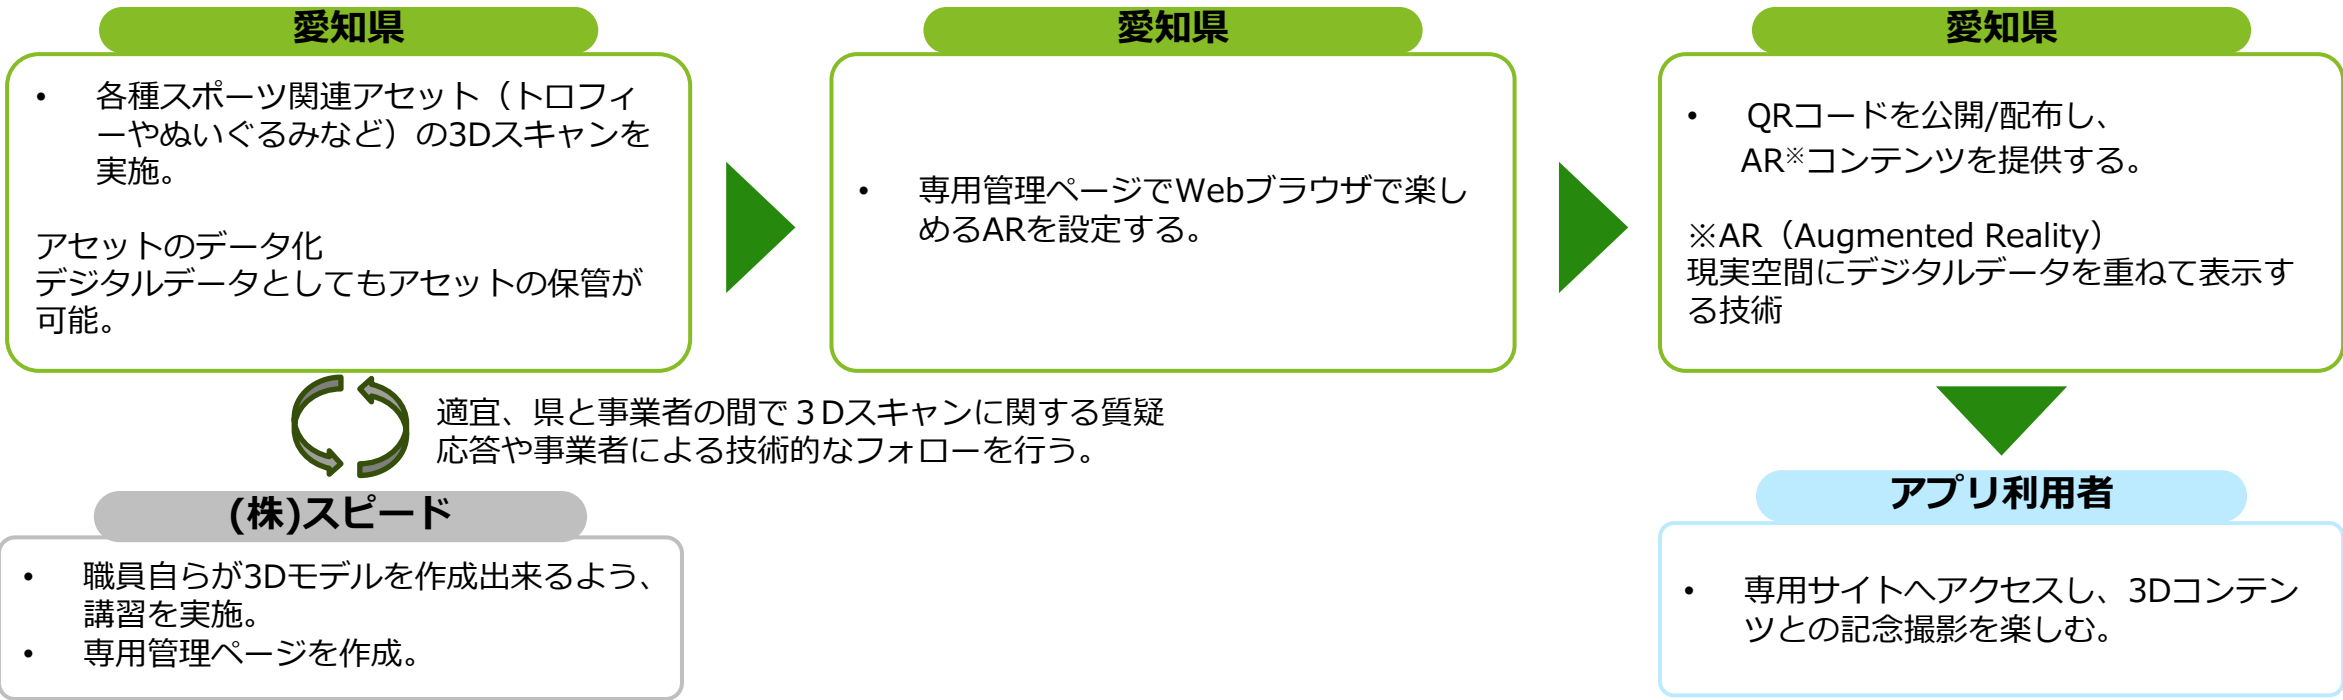 愛知県
• 各種スポーツ関連アセット（トロフィ
ーやぬいぐるみなど）の3Dスキャンを
実施。
アセットのデータ化
デジタルデータとしてもアセットの保管が
可能。
愛知県
• 専用管理ページでWebブラウザで楽し
めるARを設定する。
愛知県
• QRコードを公開/配布し、
AR※コンテンツを提供する。
※AR（Augmented Reality）
現実空間にデジタルデータを重ねて表示す
る技術
適宜、県と事業者の間で３Dスキャンに関する質疑
応答や事業者による技術的なフォローを行う。
(株)スピード
• 職員自らが3Dモデルを作成出来るよう、
講習を実施。
• 専用管理ページを作成。
アプリ利用者
• 専用サイトへアクセスし、3Dコンテン
ツとの記念撮影を楽しむ。